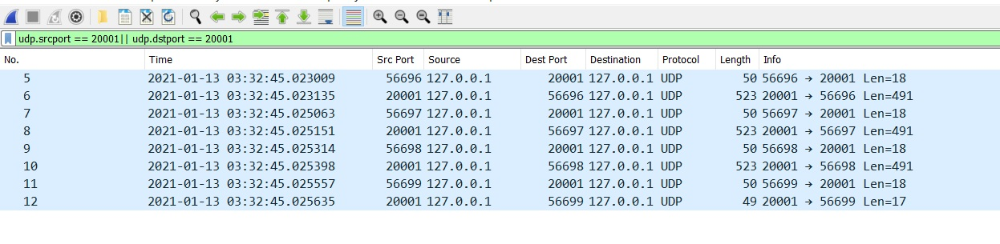 udp.srcport == 20001|| udp.dstport == 20001
No. Time Src Port Source Dest Port Destination Protocol Length Info
5 2021-01-13 03:32:45.023009 56696 127.0.0.1 20001 127.0.0.1 UDP 50 56696 → 20001 Len=18
6 2021-01-13 03:32:45.023135 20001 127.0.0.1 56696 127.0.0.1 UDP 523 20001 → 56696 Len=491
7 2021-01-13 03:32:45.025063 56697 127.0.0.1 20001 127.0.0.1 UDP 50 56697 → 20001 Len=18
8 2021-01-13 03:32:45.025151 20001 127.0.0.1 56697 127.0.0.1 UDP 523 20001 → 56697 Len=491
9 2021-01-13 03:32:45.025314 56698 127.0.0.1 20001 127.0.0.1 UDP 50 56698 → 20001 Len=18
10 2021-01-13 03:32:45.025398 20001 127.0.0.1 56698 127.0.0.1 UDP 523 20001 → 56698 Len=491
11 2021-01-13 03:32:45.025557 56699 127.0.0.1 20001 127.0.0.1 UDP 50 56699 → 20001 Len=18
12 2021-01-13 03:32:45.025635 20001 127.0.0.1 56699 127.0.0.1 UDP 49 20001 → 56699 Len=17